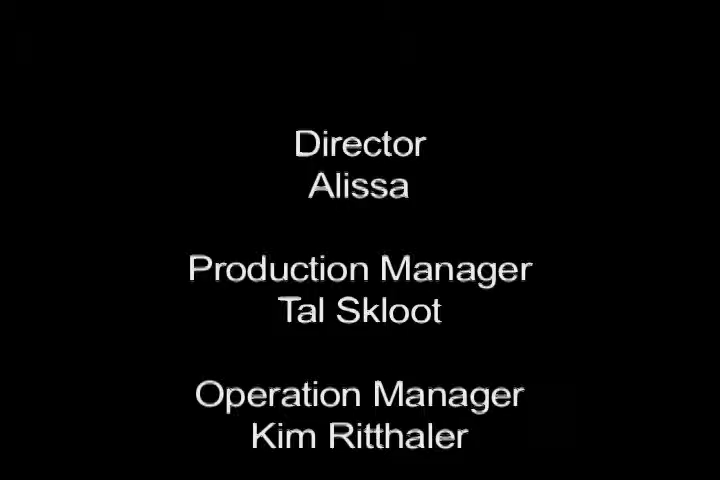 Director
Alissa
Production Manager
Tal Skloot
Operation Manager
Kim Ritthaler